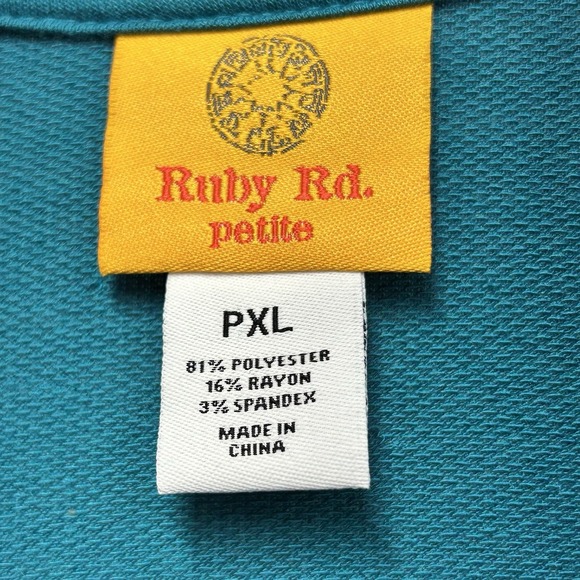 Ruby Rd.
petite
PXL
81% POLYESTER
16% RAYON
3% SPANDEX
MADE IN
CHINA